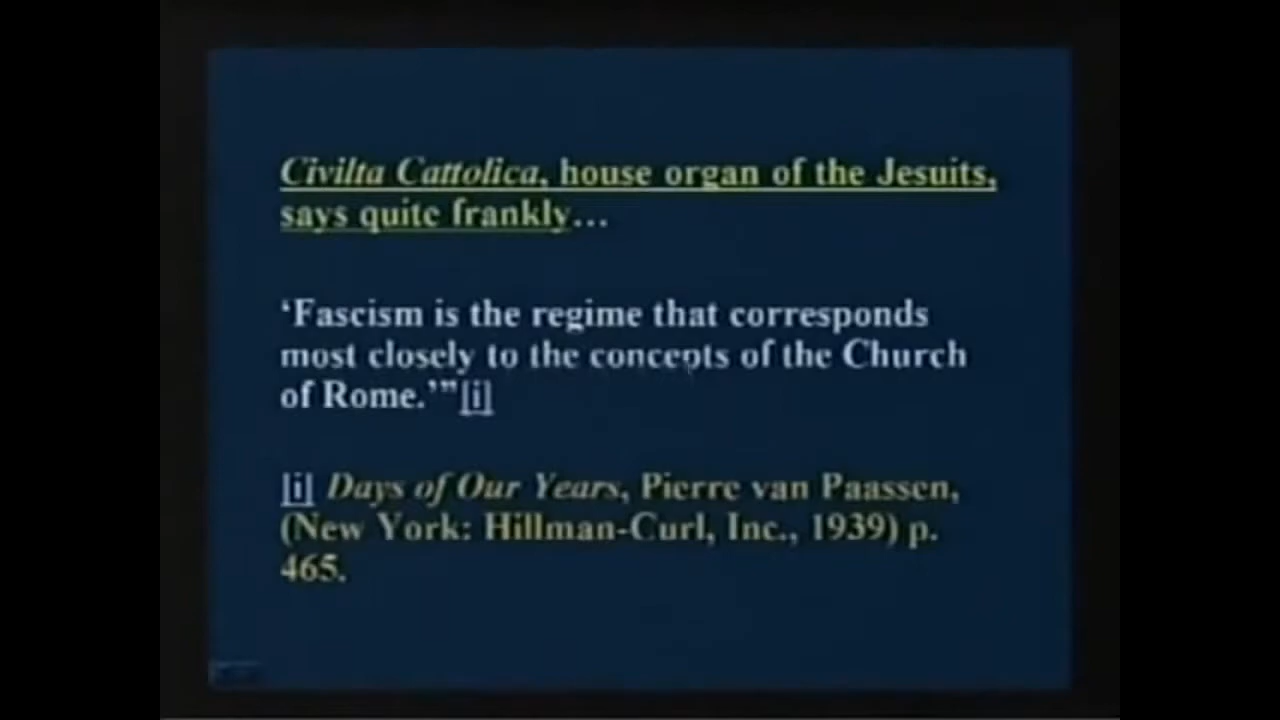 Civilta Cattolica, house organ of the Jesuits,
says quite frankly…
‘Fascism is the regime that corresponds
most closely to the concepts of the Church
of Rome.’”[i]
[i] Days of Our Years, Pierre van Paassen,
(New York: Hillman-Curl, Inc., 1939) p.
465.